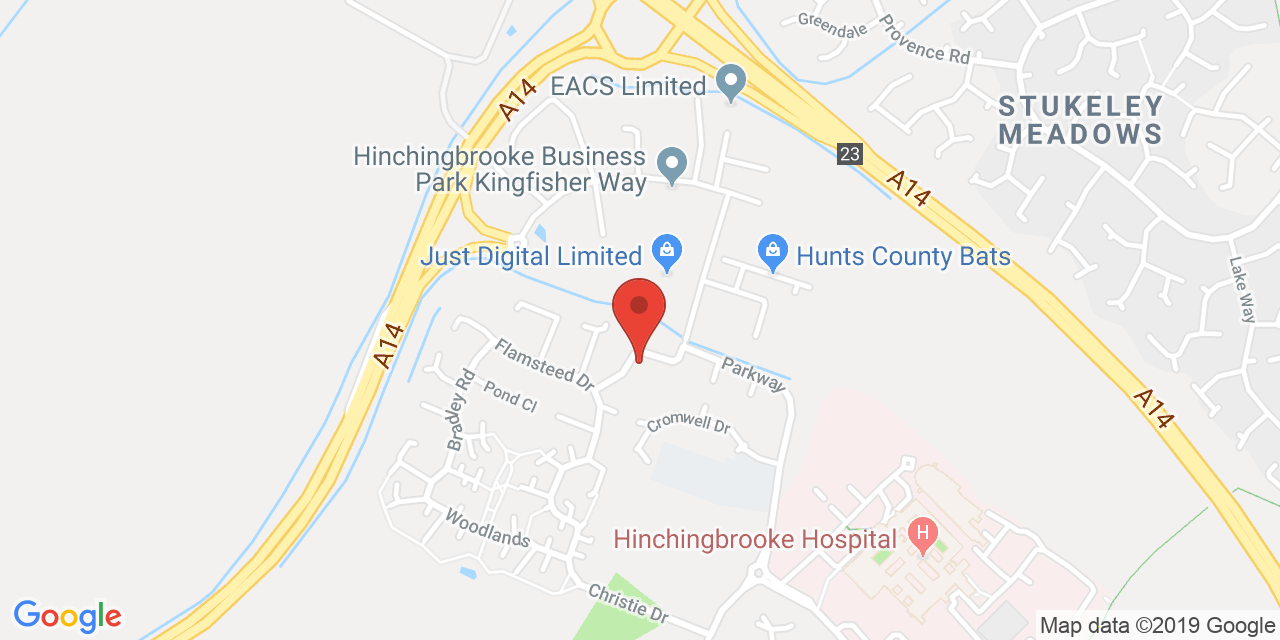 Greendale
Provence Rd
A14
EACS Limited
STUKELEY
MEADOWS
23
Hinchingbrooke Business
Park Kingfisher Way
A14
Just Digital Limited
Hunts County Bats
Lake Way
A14
Flamsteed Dr
Parkway
Bradley Rd
Pond Cl
Cromwell Dr
A14
Woodlands
Hinchingbrooke Hospital
H
Christie Dr
Google
Map data ©2019 Google